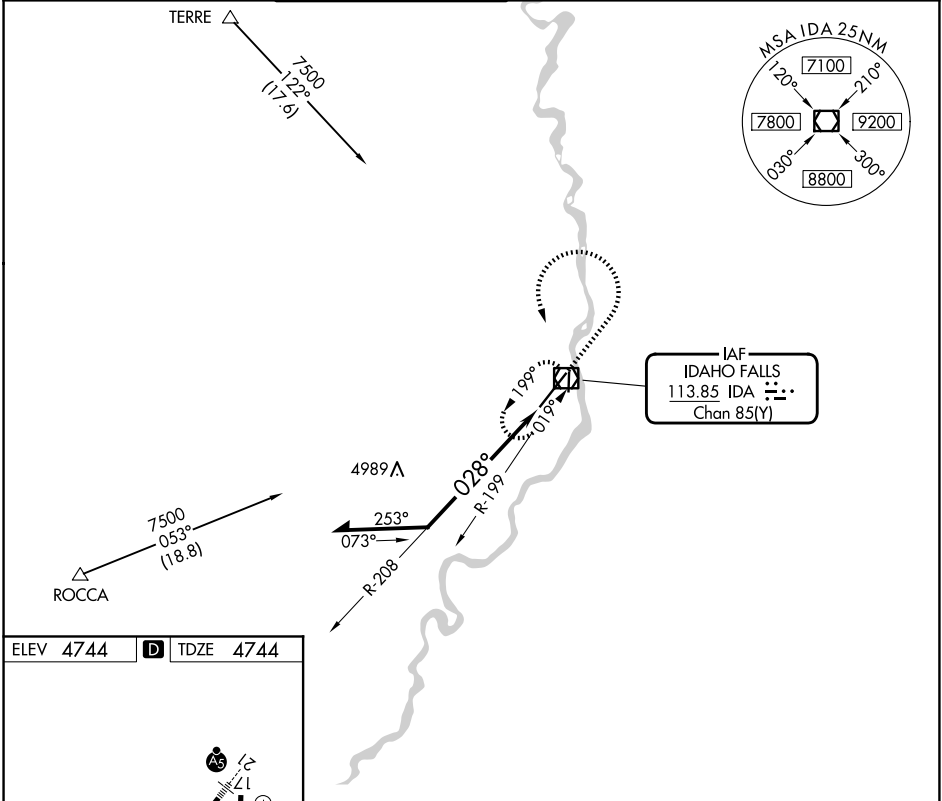 TERRE
7500
122°
(17.6)
MSA IDA 25NM
120°
7100
210°
7800
9200
030°
8800
300°
IAF
IDAHO FALLS
113.85 IDA
Chan 85(Y)
199°
019°
028°
R-199
4989
253°
073°
R-208
7500
053°
(18.8)
ROCCA
ELEV 4744
D
TDZE 4744
A5
21
17